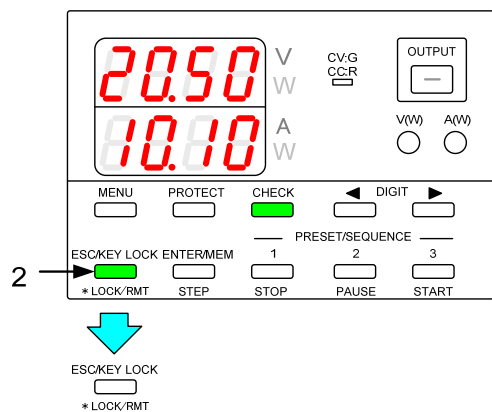 20.50 V
W
CV:G
CC:R
OUTPUT
10.10 A
W
V(W) A(W)
MENU PROTECT CHECK ◄ DIGIT ►
PRESET/SEQUENCE
ESC/KEY LOCK ENTER/MEM 1 2 3
2
* LOCK/RMT STEP STOP PAUSE START
ESC/KEY LOCK
* LOCK/RMT